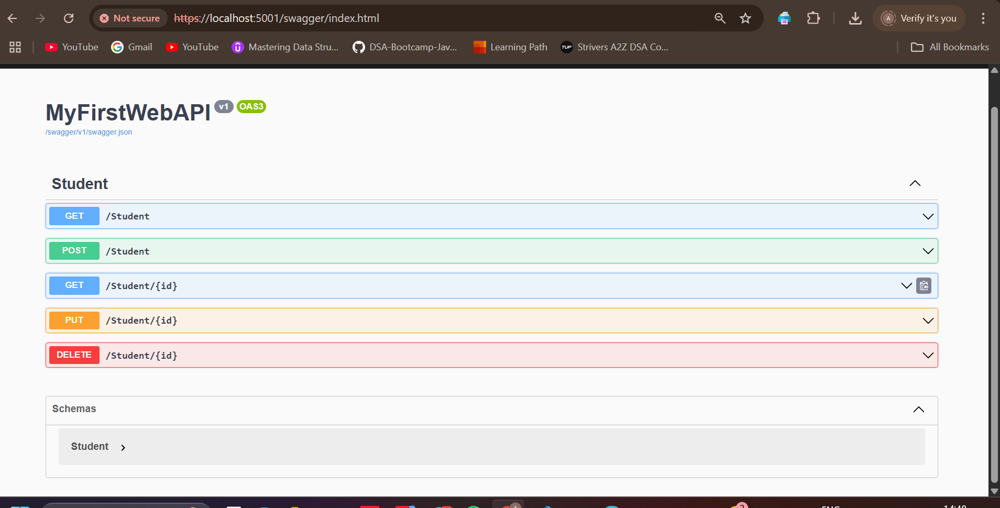 Not secure https://localhost:5001/swagger/index.html Verify it's you
YouTube Gmail YouTube Mastering Data Stru... DSA-Bootcamp-Jav... Learning Path TUF Strivers A2Z DSA Co... All Bookmarks
MyFirstWebAPI v1 OAS3
/swagger/v1/swagger.json
Student
GET /Student
POST /Student
GET /Student/{id}
PUT /Student/{id}
DELETE /Student/{id}
Schemas
Student